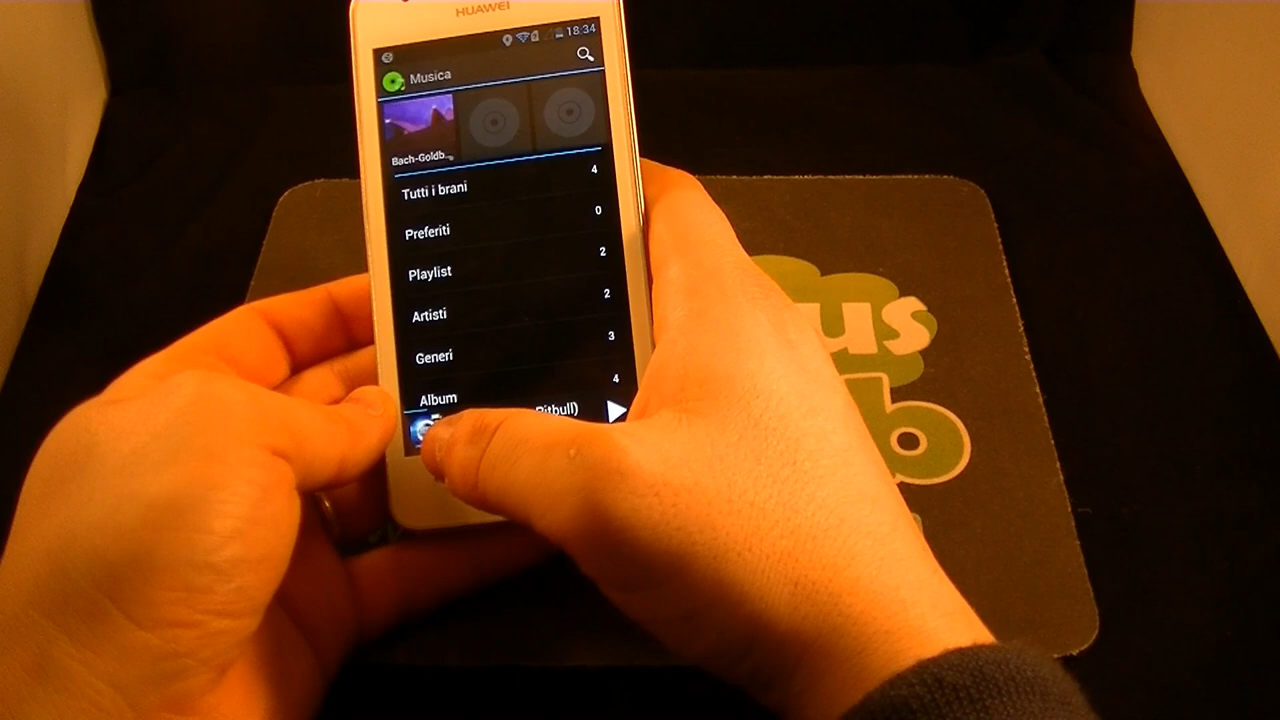 HUAWEI
18:34
Musica
Bach-Goldb...
Tutti i brani 4
Preferiti 0
Playlist 2
Artisti 2
Generi 3
Album 4
Pitbull)
us
b